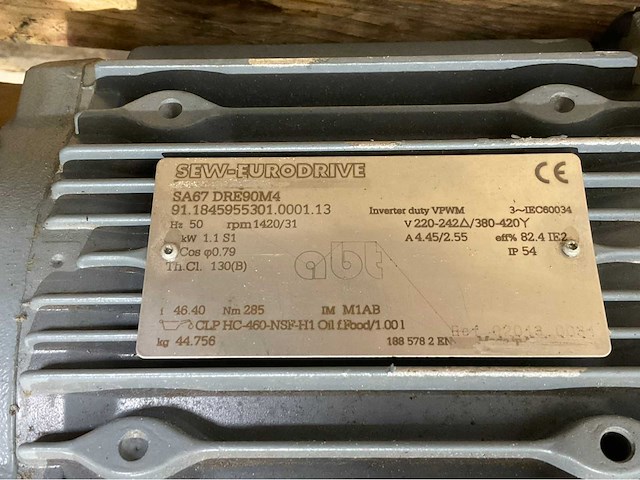 SEW-EURODRIVE CE
SA67 DRE90M4
91.1845955301.0001.13 Inverter duty VPWM 3~IEC60034
Hz 50 rpm 1420/31 V 220-242△/380-420Y
kW 1.1 S1 A 4.45/2.55 eff% 82.4 IE2
Cos φ0.79 IP 54
Th.Cl. 130(B)
abt
i 46.40 Nm 285 IM M1AB
CLP HC-460-NSF-H1 Oil f.Food/1.00 l
kg 44.756 188 578 2 EN